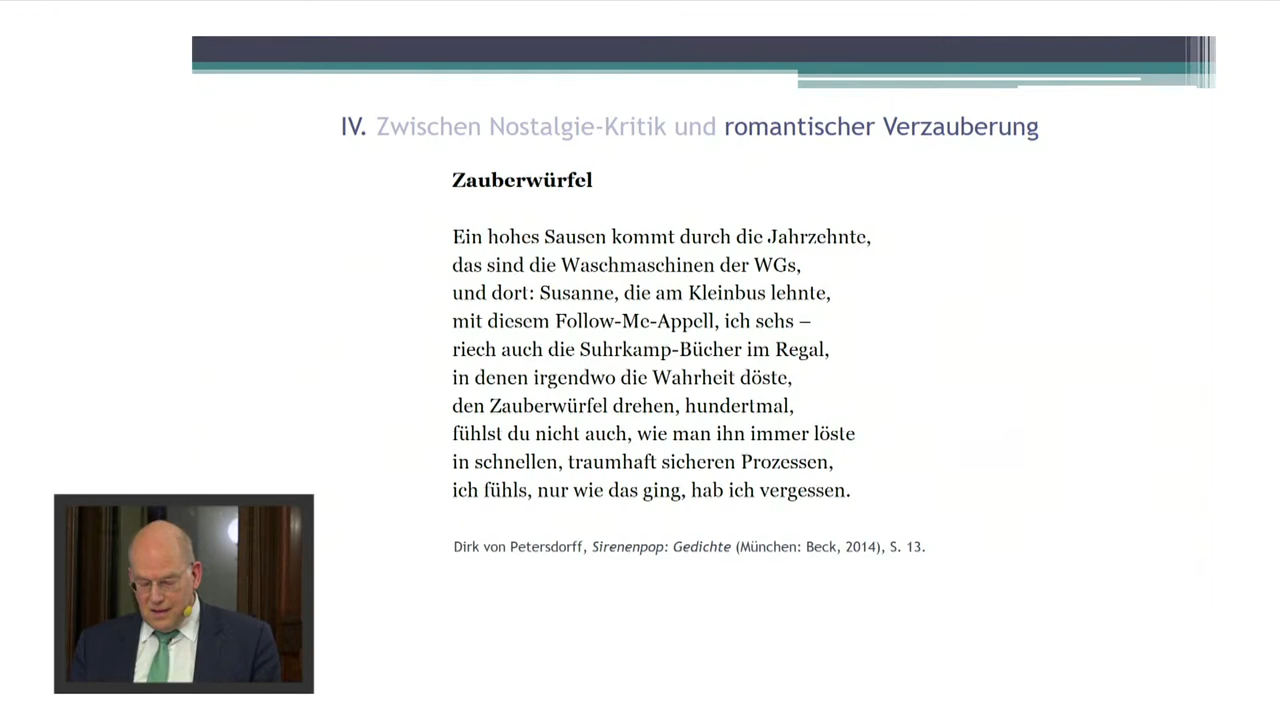 IV. Zwischen Nostalgie-Kritik und romantischer Verzauberung
Zauberwürfel
Ein hohes Sausen kommt durch die Jahrzehnte,
das sind die Waschmaschinen der WGs,
und dort: Susanne, die am Kleinbus lehnte,
mit diesem Follow-Me-Appell, ich sehs –
riech auch die Suhrkamp-Bücher im Regal,
in denen irgendwo die Wahrheit döste,
den Zauberwürfel drehen, hundertmal,
fühlst du nicht auch, wie man ihn immer löste
in schnellen, traumhaft sicheren Prozessen,
ich fühls, nur wie das ging, hab ich vergessen.
Dirk von Petersdorff, Sirenenpop: Gedichte (München: Beck, 2014), S. 13.